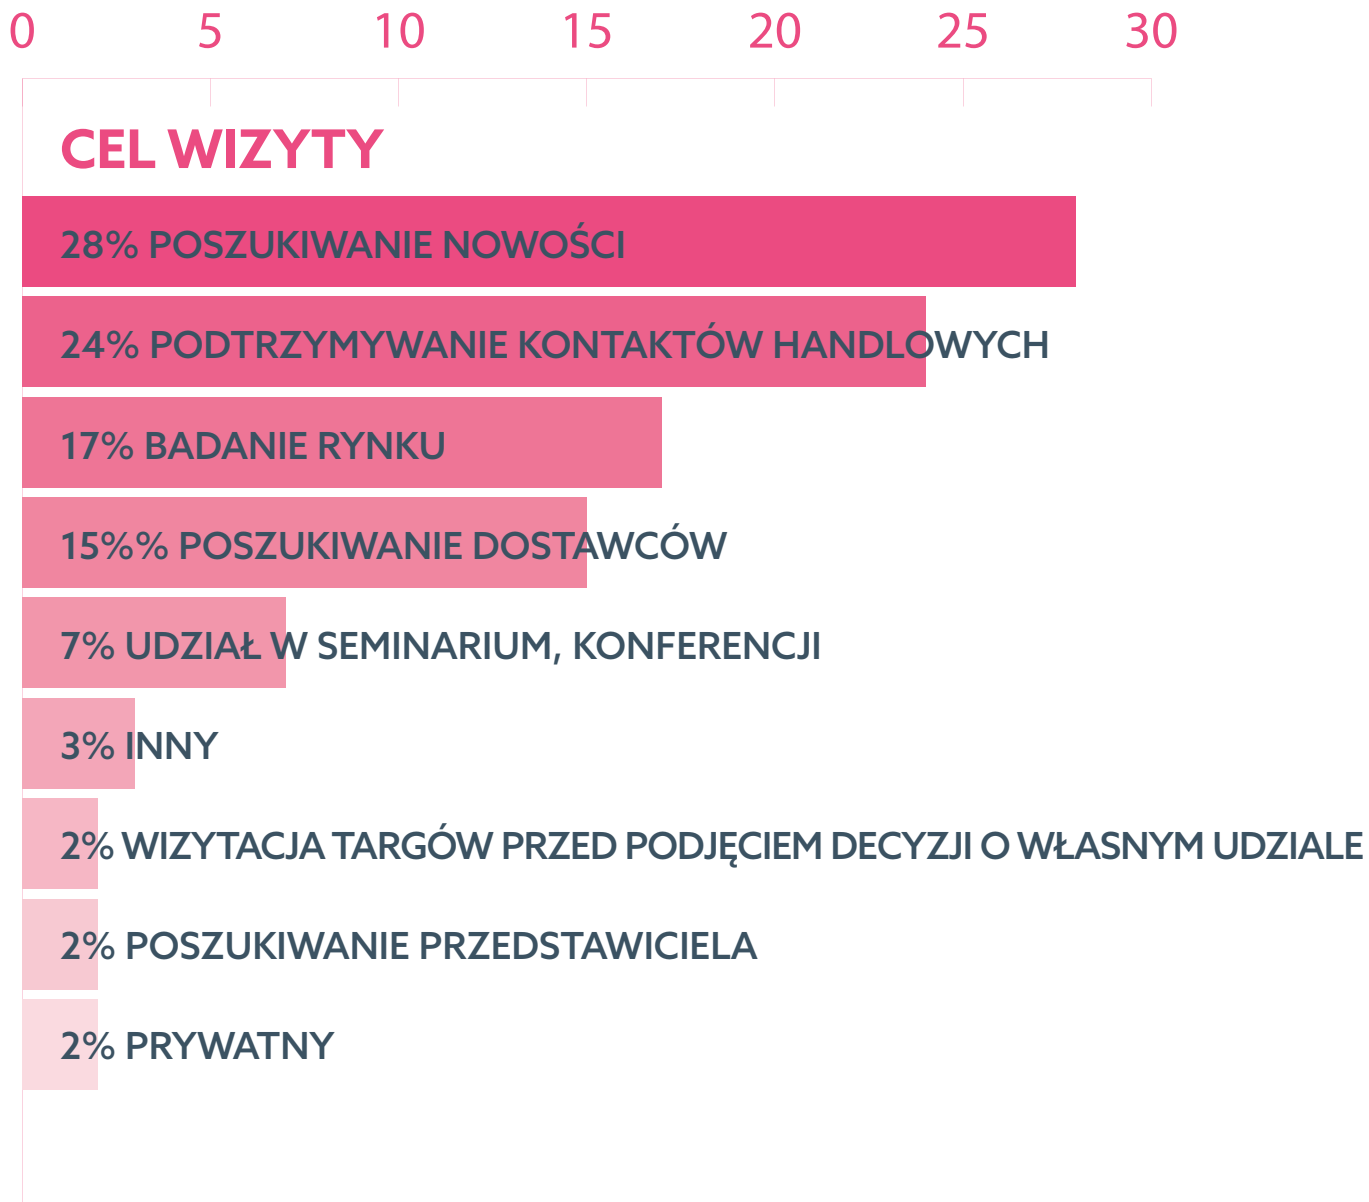 0 5 10 15 20 25 30
CEL WIZYTY
28% POSZUKIWANIE NOWOŚCI
24% PODTRZYMYWANIE KONTAKTÓW HANDLOWYCH
17% BADANIE RYNKU
15%% POSZUKIWANIE DOSTAWCÓW
7% UDZIAŁ W SEMINARIUM, KONFERENCJI
3% INNY
2% WIZYTACJA TARGÓW PRZED PODJĘCIEM DECYZJI O WŁASNYM UDZIALE
2% POSZUKIWANIE PRZEDSTAWICIELA
2% PRYWATNY